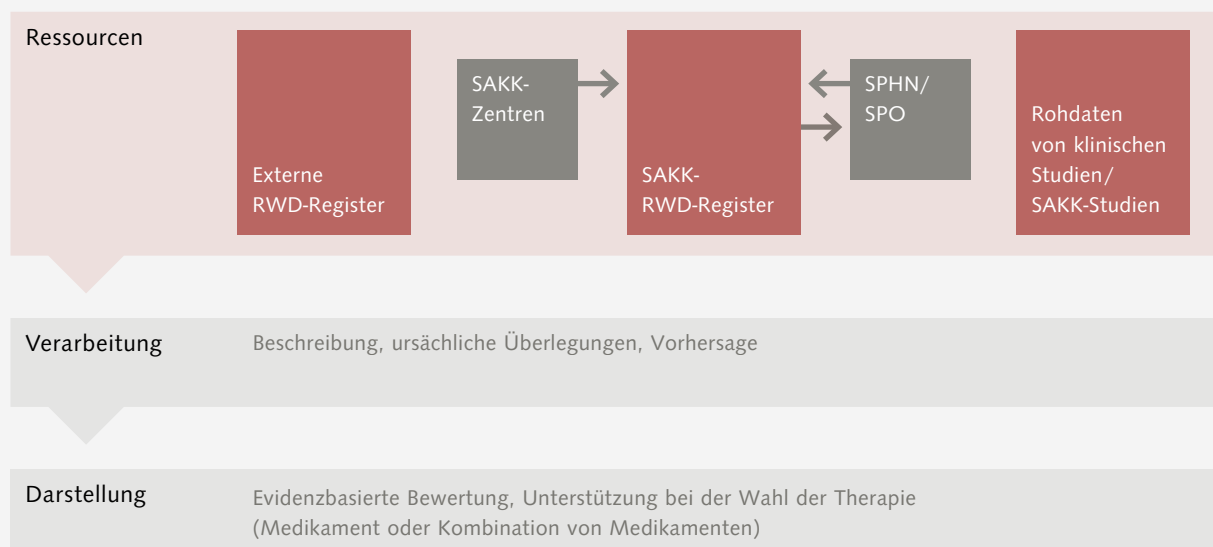 Ressourcen
Externe
RWD-Register
SAKK-
Zentren
SAKK-
RWD-Register
SPHN/
SPO
Rohdaten
von klinischen
Studien/
SAKK-Studien
Verarbeitung
Beschreibung, ursächliche Überlegungen, Vorhersage
Darstellung
Evidenzbasierte Bewertung, Unterstützung bei der Wahl der Therapie
(Medikament oder Kombination von Medikamenten)